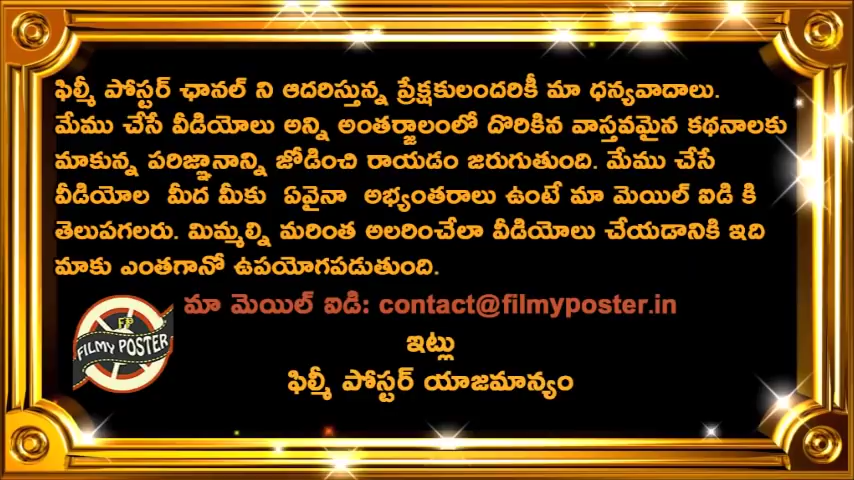 ఫిల్మీ పోస్టర్ ఛానల్ ని ఆదరిస్తున్న ప్రేక్షకులందరికీ మా ధన్యవాదాలు.
మేము చేసే వీడియోలు అన్ని అంతర్జాలంలో దొరికిన వాస్తవమైన కథనాలకు
మాకున్న పరిజ్ఞానాన్ని జోడించి రాయడం జరుగుతుంది. మేము చేసే
వీడియోల మీద మీకు ఏవైనా అభ్యంతరాలు ఉంటే మా మెయిల్ ఐడి కి
తెలుపగలరు. మిమ్మల్ని మరింత అలరించేలా వీడియోలు చేయడానికి ఇది
మాకు ఎంతగానో ఉపయోగపడుతుంది.
మా మెయిల్ ఐడి: contact@filmyposter.in
FP
FILMY POSTER
ఇట్లు
ఫిల్మీ పోస్టర్ యాజమాన్యం